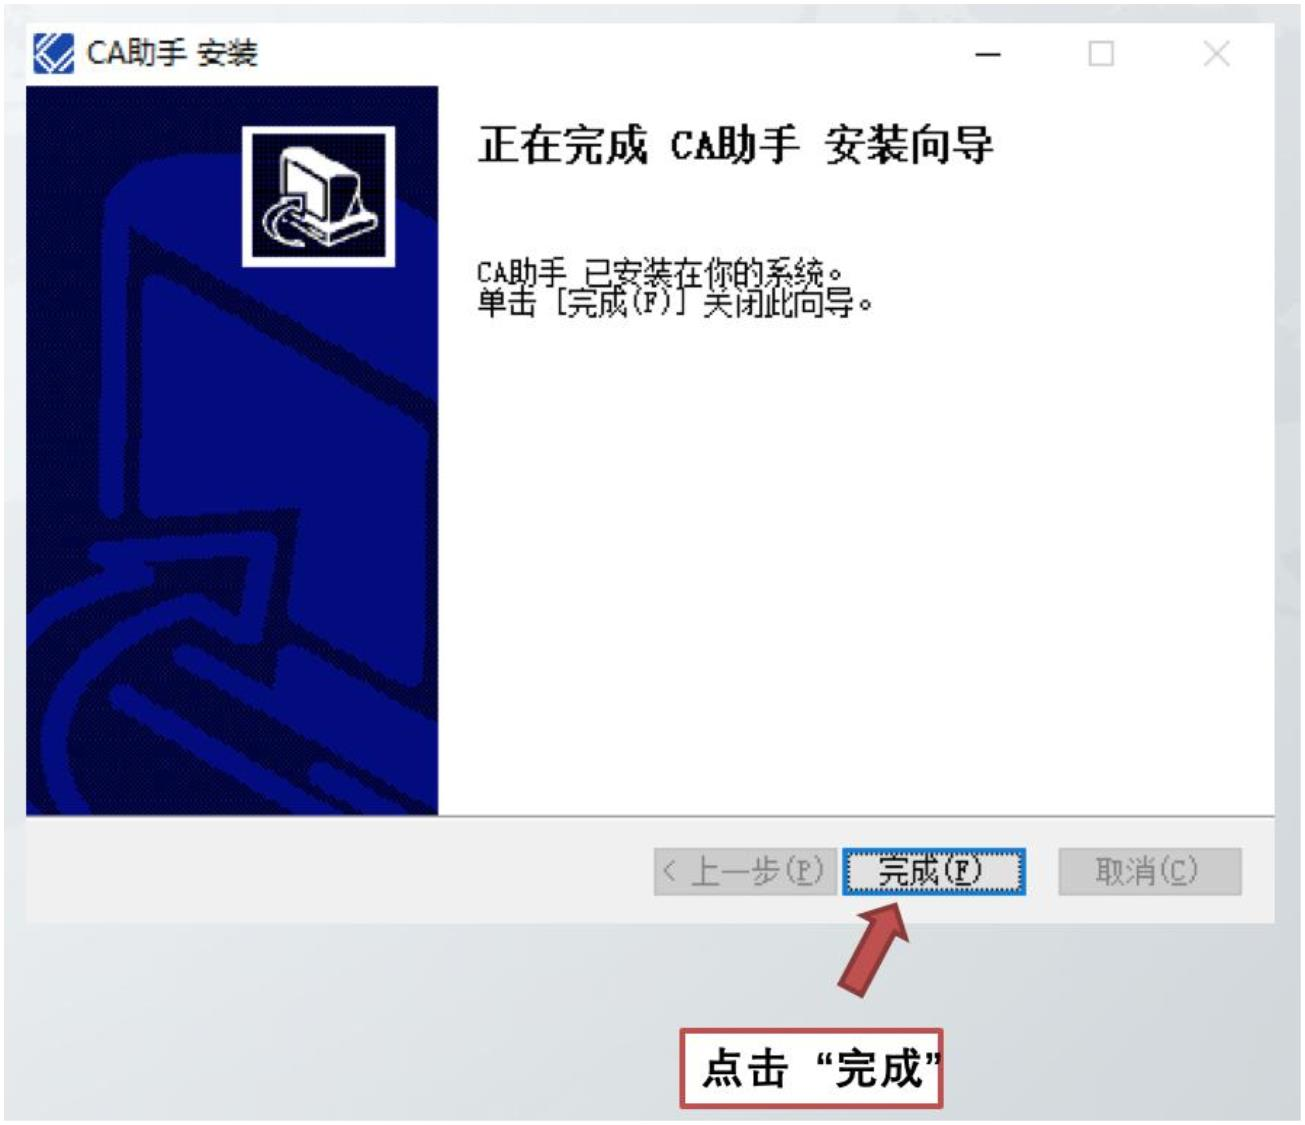 CA助手 安装
正在完成 CA助手 安装向导
CA助手 已安装在你的系统。
单击 [完成(F)] 关闭此向导。
< 上一步(P)
完成(F)
取消(C)
点击 “完成”